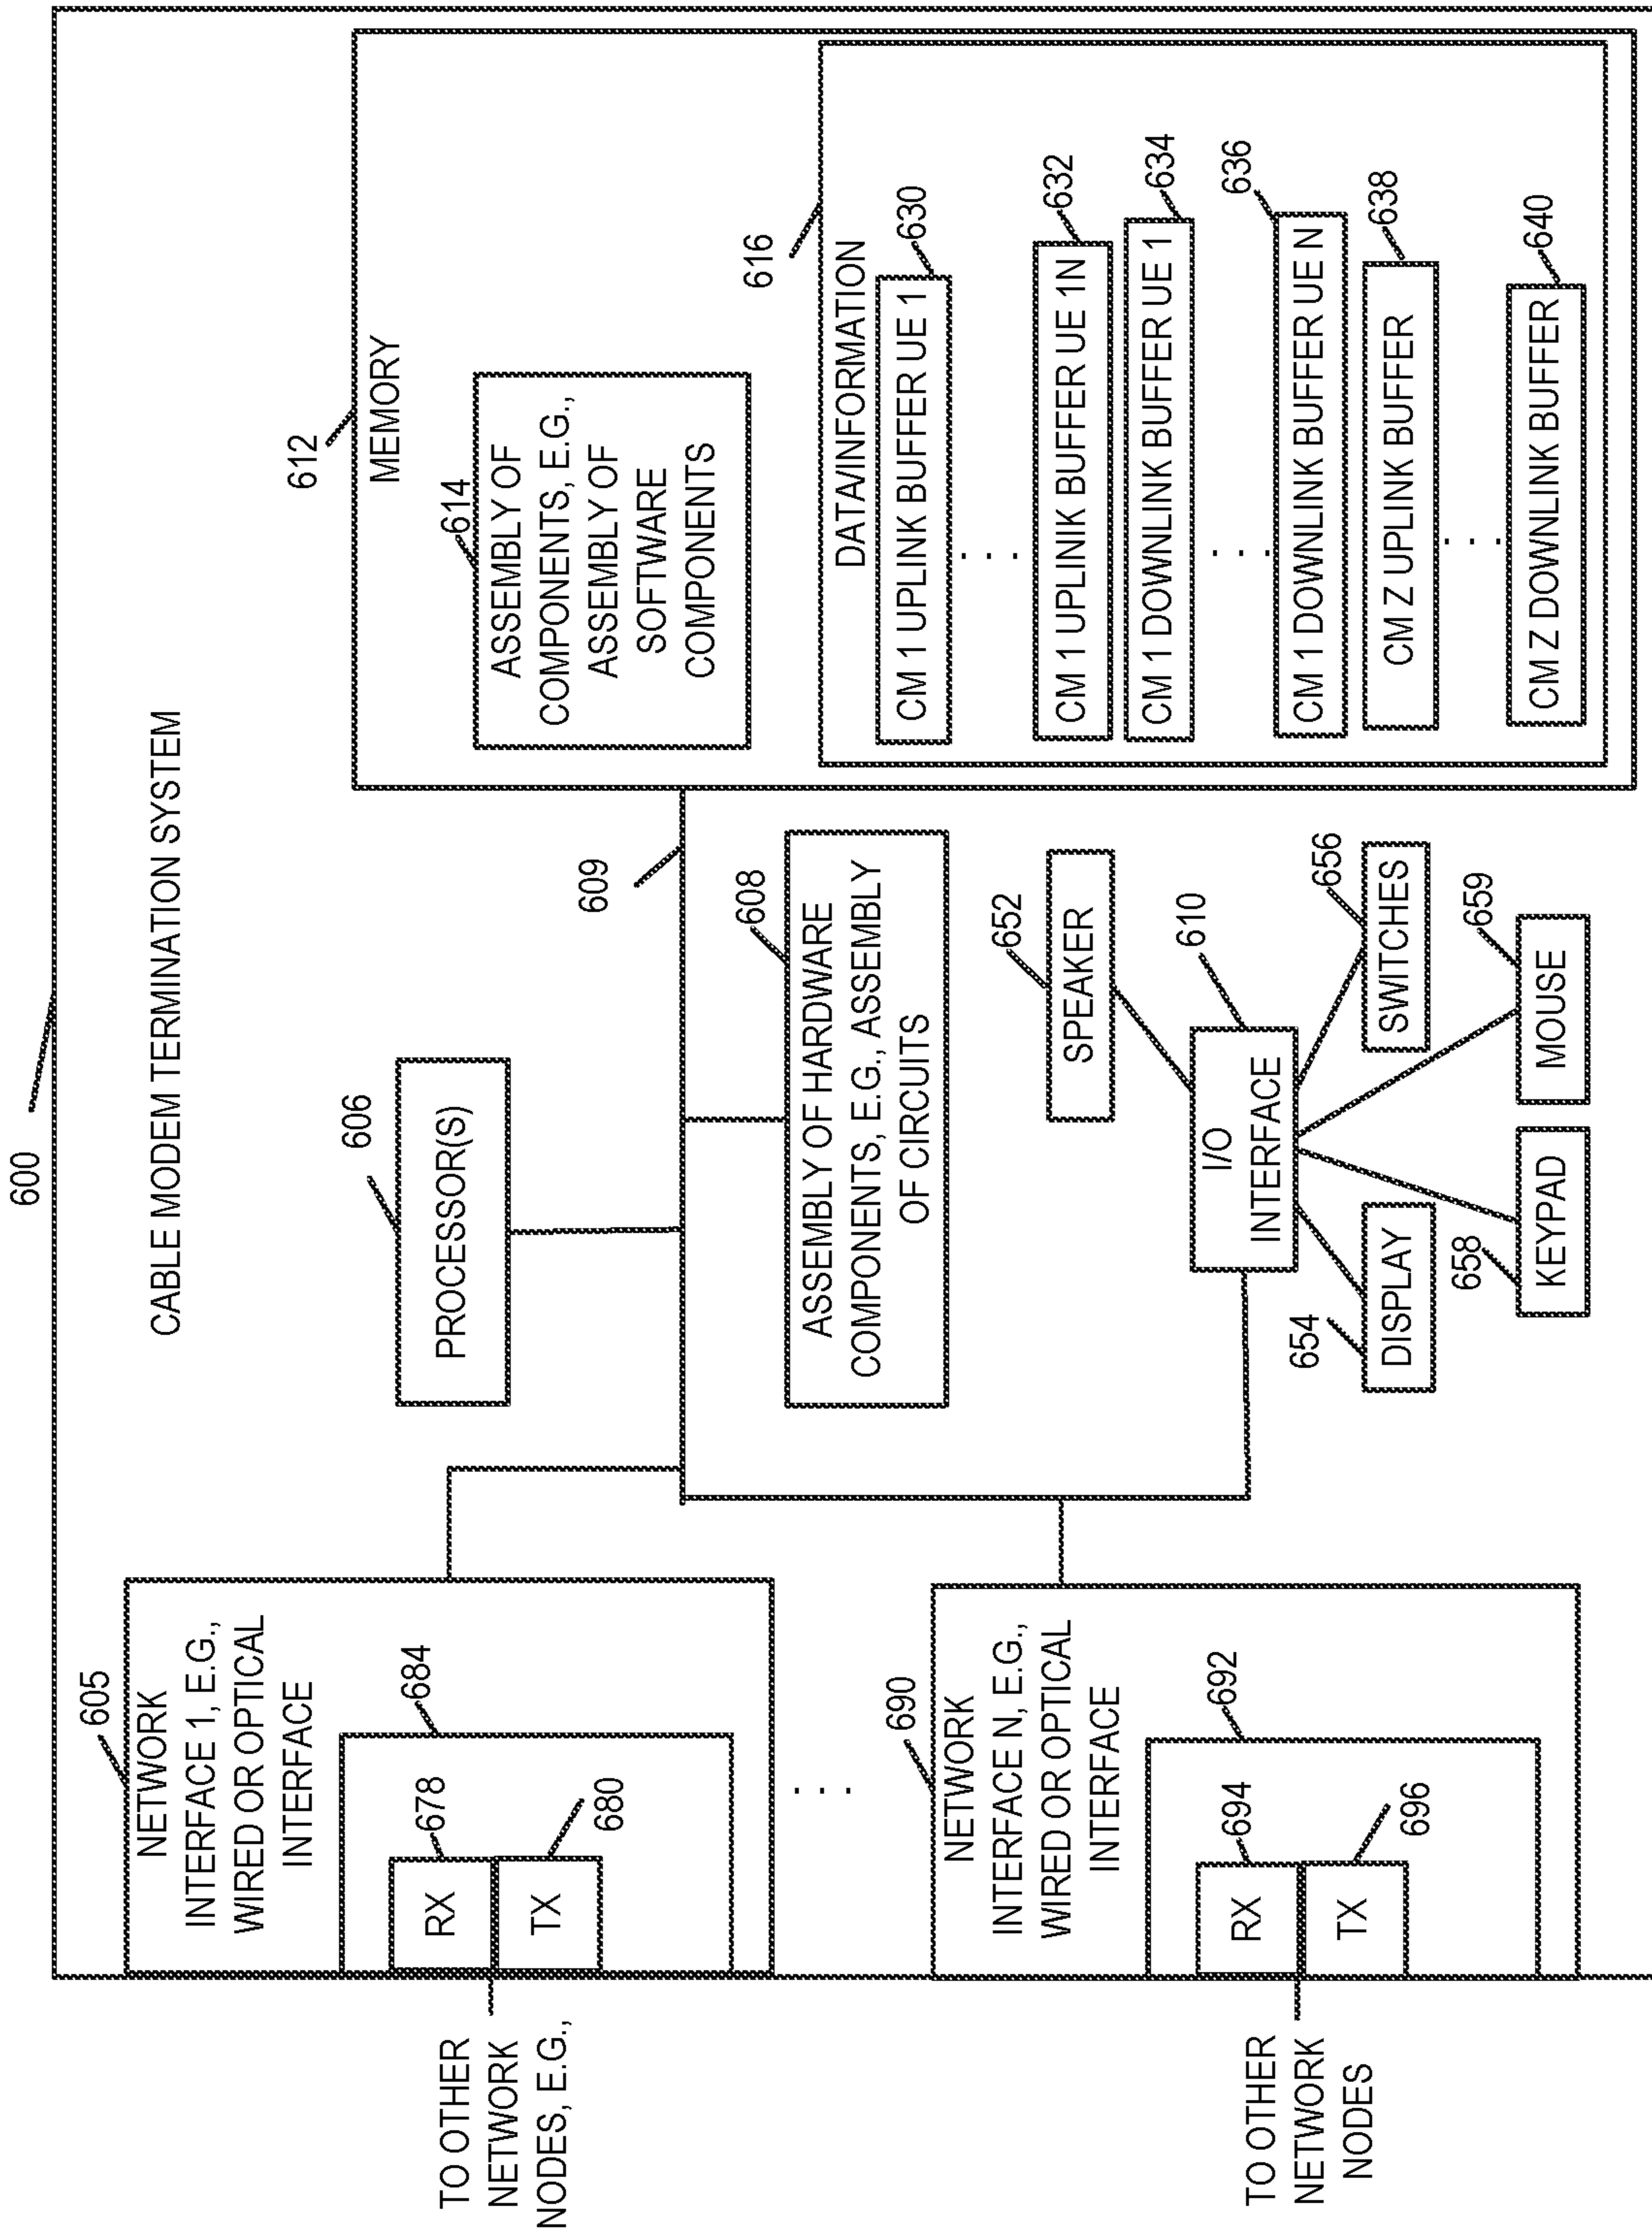 600
CABLE MODEM TERMINATION SYSTEM
605
NETWORK
INTERFACE 1, E.G.,
WIRED OR OPTICAL
INTERFACE
684
678
RX
TX
680
TO OTHER
NETWORK
NODES, E.G.,
. . .
690
NETWORK
INTERFACE N, E.G.,
WIRED OR OPTICAL
INTERFACE
692
694
RX
TX
696
TO OTHER
NETWORK
NODES
606
PROCESSOR(S)
609
608
ASSEMBLY OF HARDWARE
COMPONENTS, E.G., ASSEMBLY
OF CIRCUITS
652
SPEAKER
610
I/O
INTERFACE
654
DISPLAY
656
SWITCHES
658
KEYPAD
659
MOUSE
612
MEMORY
614
ASSEMBLY OF
COMPONENTS, E.G.,
ASSEMBLY OF
SOFTWARE
COMPONENTS
616
DATA/INFORMATION
630
CM 1 UPLINK BUFFER UE 1
. . .
632
CM 1 UPLINIK BUFFER UE 1N
634
CM 1 DOWNLINK BUFFER UE 1
. . .
636
CM 1 DOWNLINK BUFFER UE N
638
CM Z UPLINK BUFFER
. . .
640
CM Z DOWNLINK BUFFER